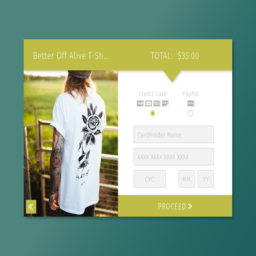 Better Off Alive T-Sh...
TOTAL: $35.00
Credit Card
PayPal
Cardholder Name
XXXX XXXX XXXX XXXX
CVC
MM
YY
PROCEED »
«